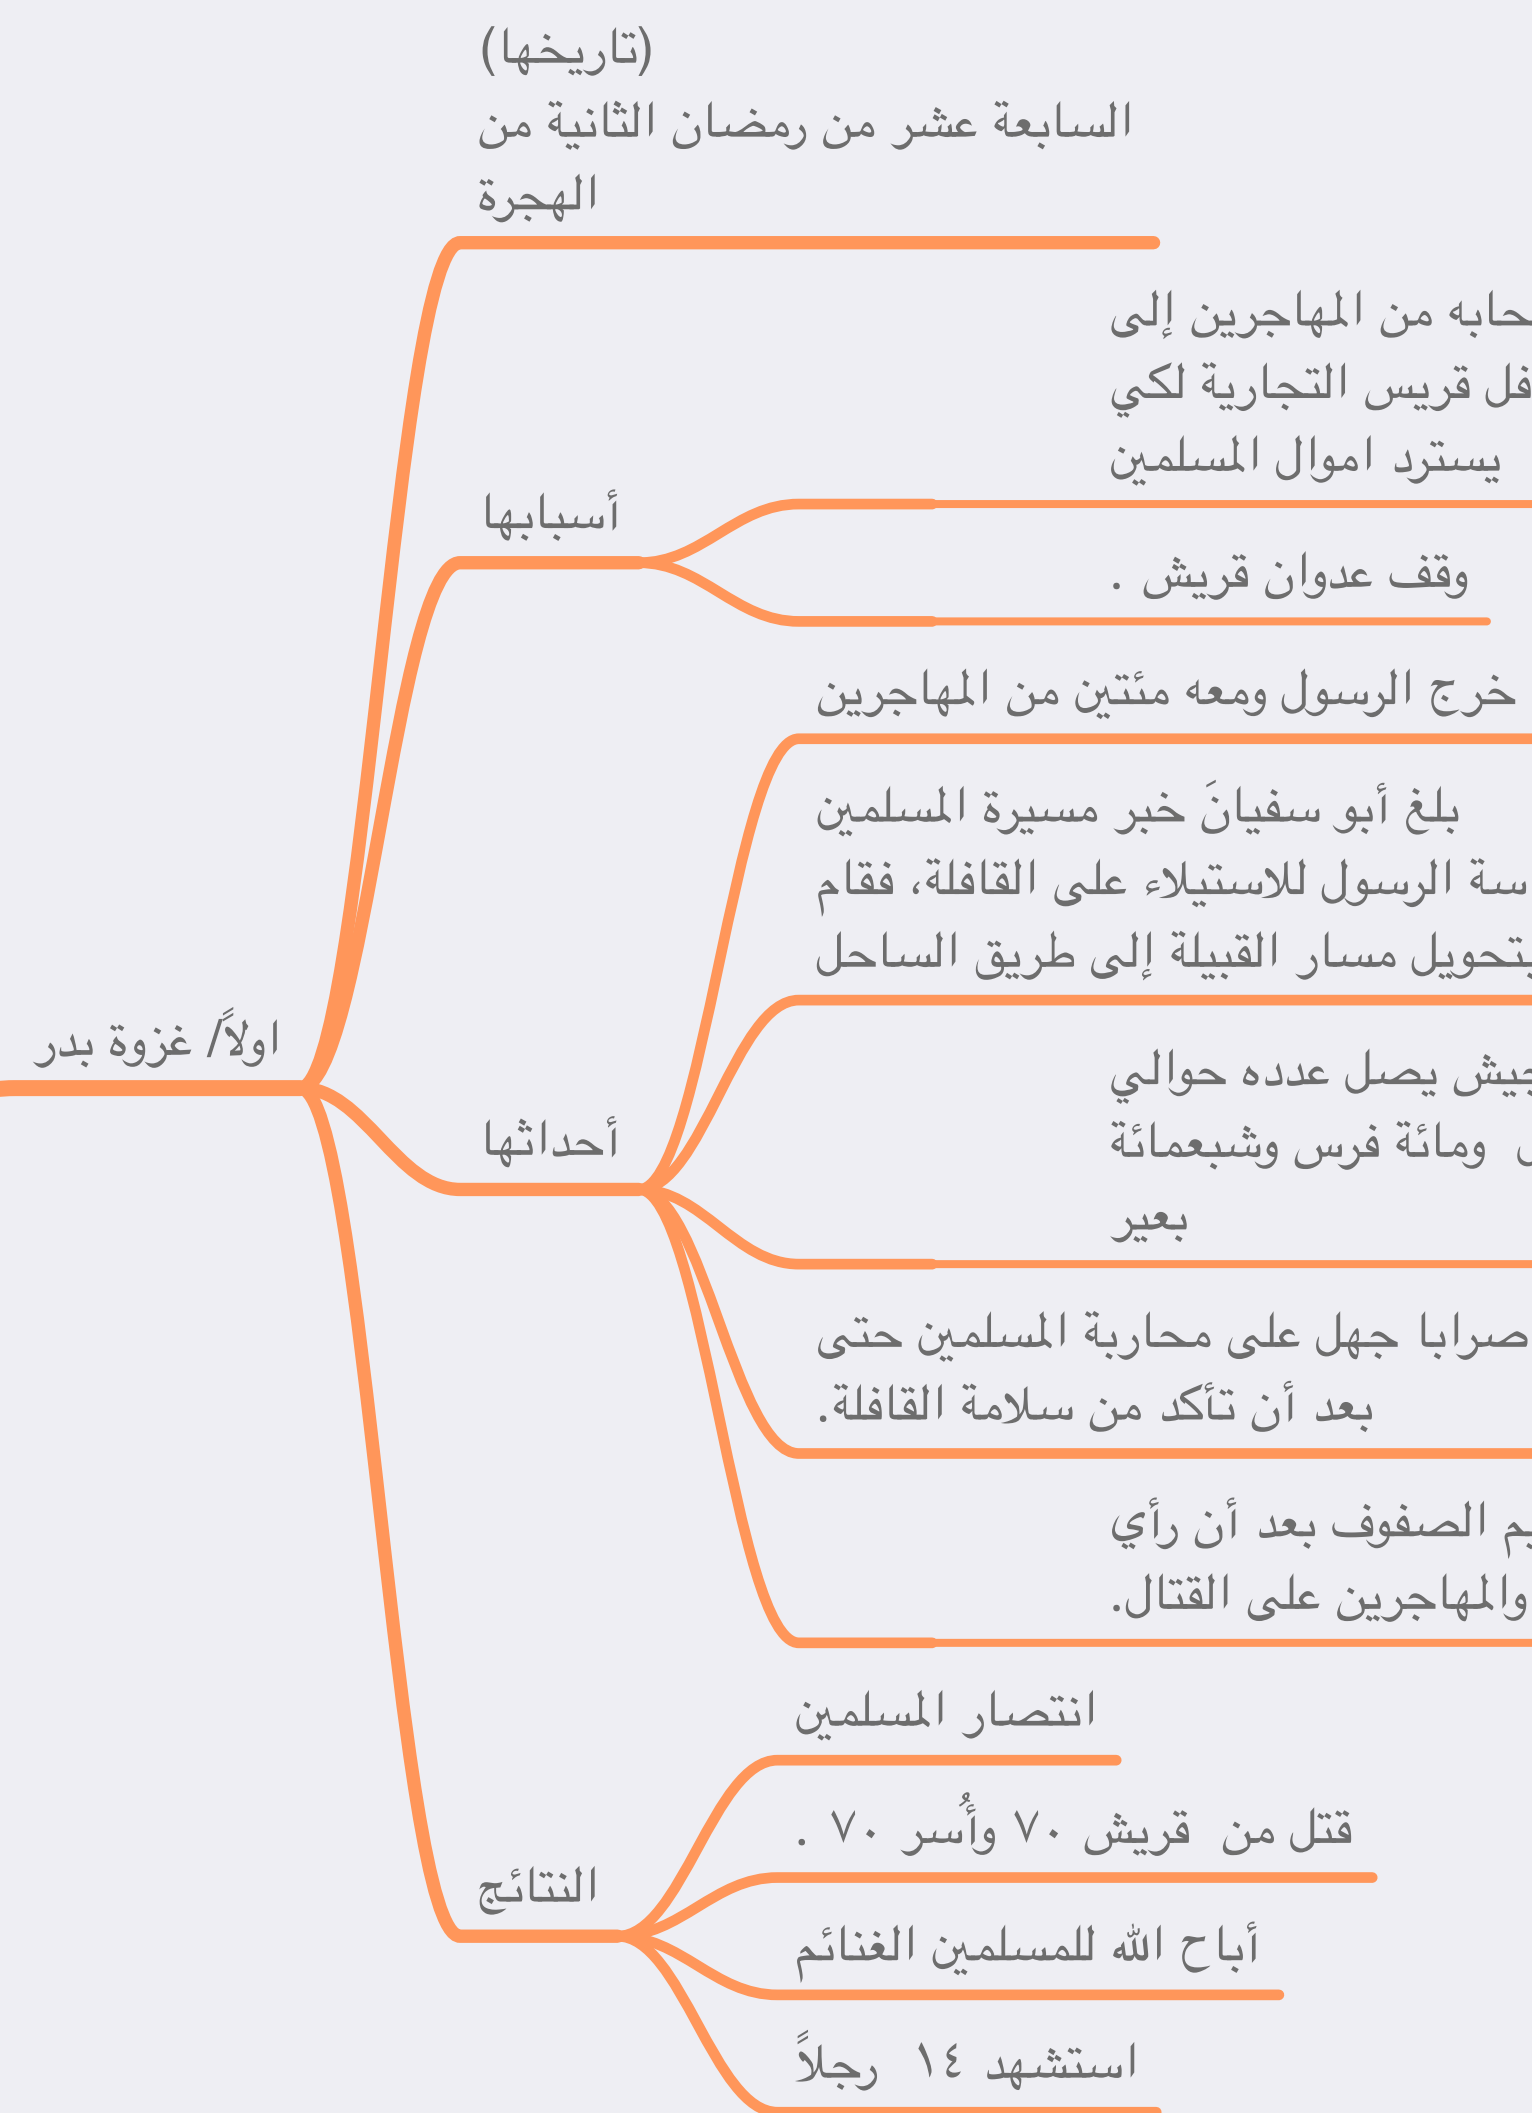 (تاريخها)
السابعة عشر من رمضان الثانية من
الهجرة
من المهاجرين إلى
قريس التجارية لكي
يسترد اموال المسلمين
أسبابها
وقف عدوان قريش .
خرج الرسول ومعه مئتين من المهاجرين
بلغ أبو سفيانَ خبر مسيرة المسلمين
الرسول للاستيلاء على القافلة، فقام
بتحويل مسار القبيلة إلى طريق الساحل
اولاً/ غزوة بدر
جيش يصل عدده حوالي
ومائة فرس وشبعمائة
بعير
أحداثها
جهل على محاربة المسلمين حتى
بعد أن تأكد من سلامة القافلة.
الصفوف بعد أن رأي
والمهاجرين على القتال.
انتصار المسلمين
قتل من قريش ٧٠ وأُسر ٧٠ .
النتائج
أباح الله للمسلمين الغنائم
استشهد ١٤ رجلاً